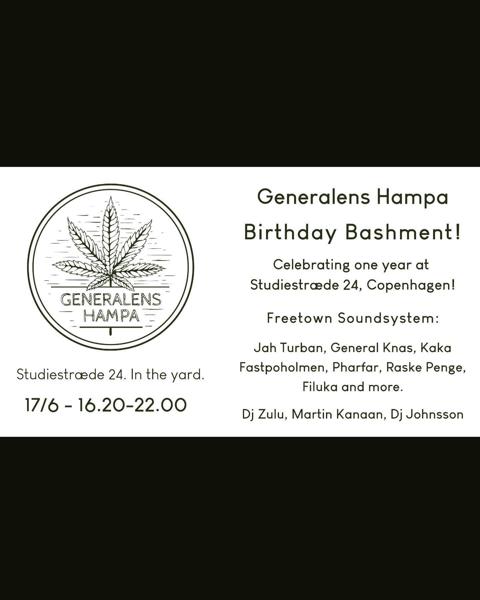 GENERALENS
HAMPA
Studiestræde 24. In the yard.
17/6 - 16.20-22.00
Generalens Hampa
Birthday Bashment!
Celebrating one year at
Studiestræde 24, Copenhagen!
Freetown Soundsystem:
Jah Turban, General Knas, Kaka
Fastpoholmen, Pharfar, Raske Penge,
Filuka and more.
Dj Zulu, Martin Kanaan, Dj Johnsson